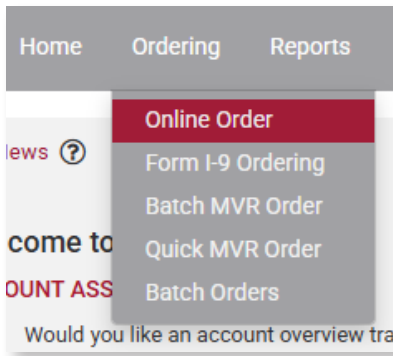 Home Ordering Reports
Online Order
Form I-9 Ordering
Batch MVR Order
Quick MVR Order
Batch Orders
lews ?
come to
OUNT ASS
Would you like an account overview tra